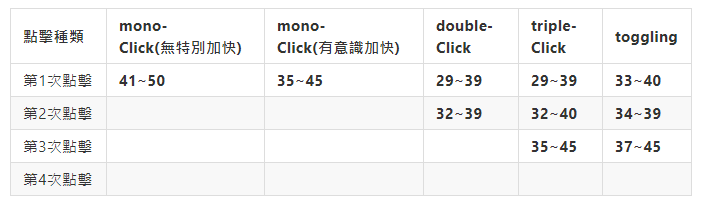 點擊種類 mono-Click(無特別加快) mono-Click(有意識加快) double-Click triple-Click toggling
第1次點擊 41~50 35~45 29~39 29~39 33~40
第2次點擊 32~39 32~40 34~39
第3次點擊 35~45 37~45
第4次點擊